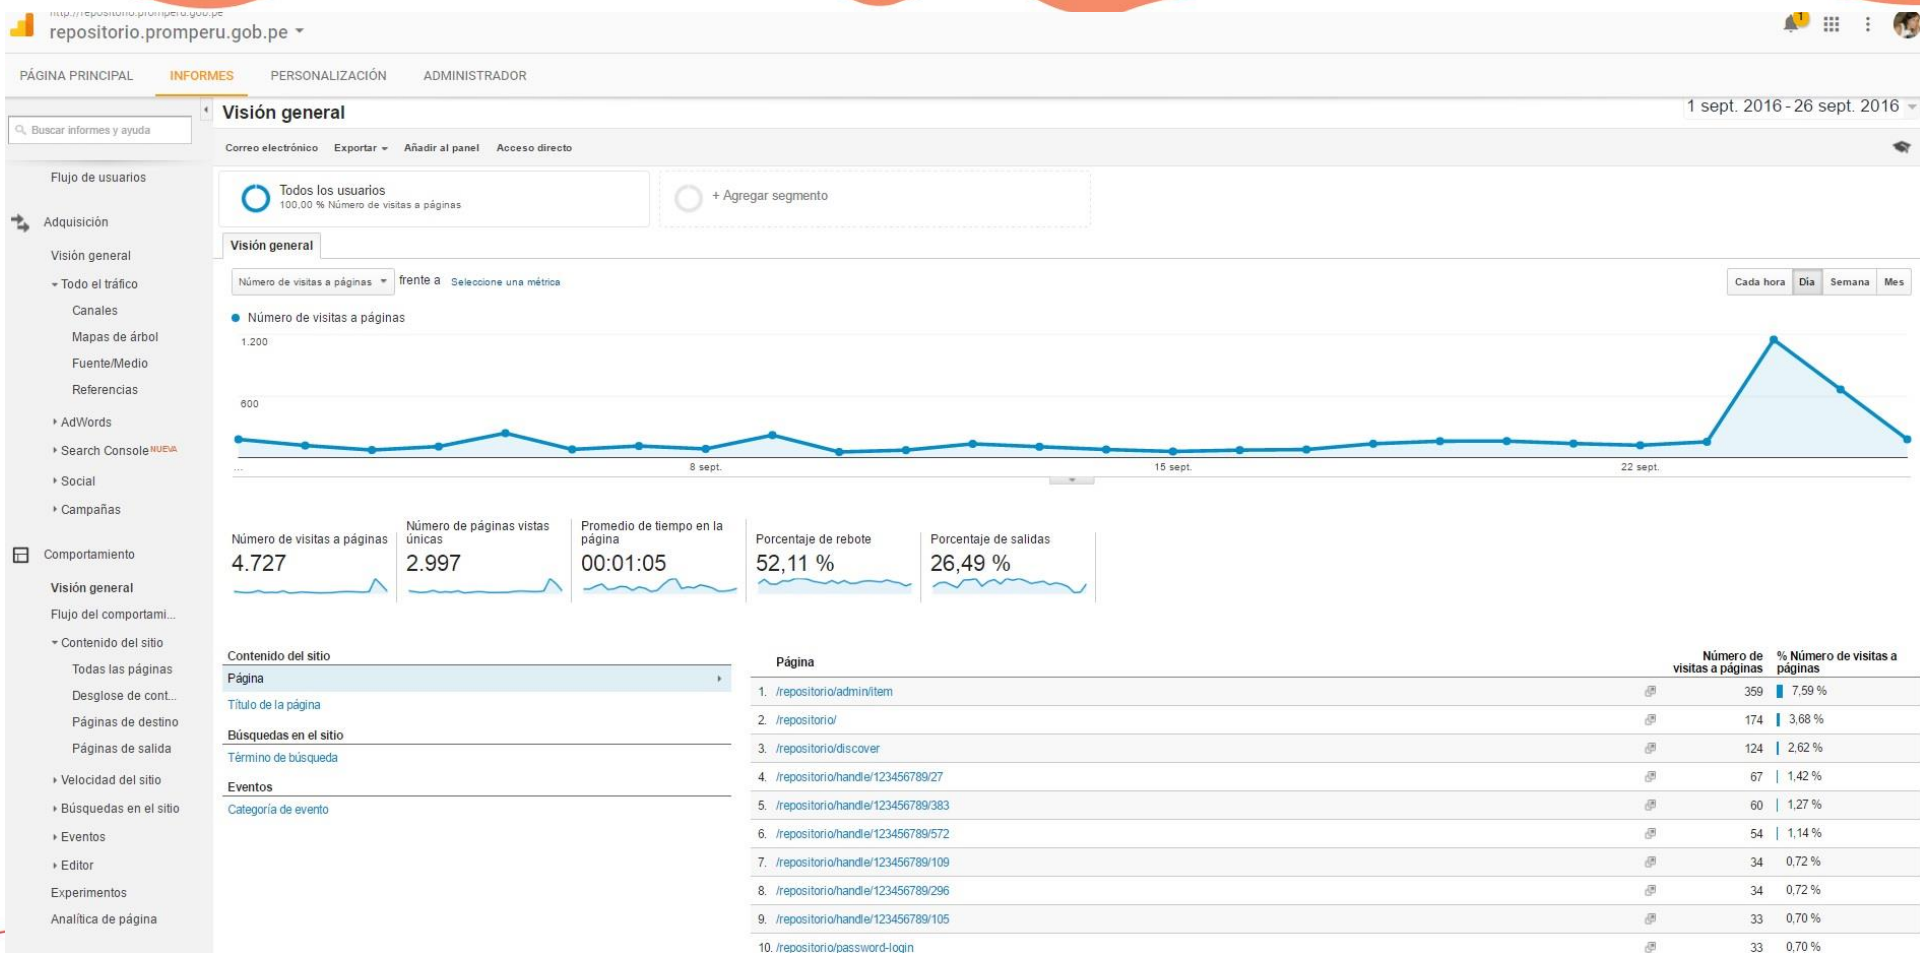 http://repositorio.promperu.gob.pe
repositorio.promperu.gob.pe
1
PÁGINA PRINCIPAL INFORMES PERSONALIZACIÓN ADMINISTRADOR
Buscar informes y ayuda
Flujo de usuarios
Adquisición
Visión general
Todo el tráfico
Canales
Mapas de árbol
Fuente/Medio
Referencias
AdWords
Search Console NUEVA
Social
Campañas
Comportamiento
Visión general
Flujo del comportami...
Contenido del sitio
Todas las páginas
Desglose de cont...
Páginas de destino
Páginas de salida
Velocidad del sitio
Búsquedas en el sitio
Eventos
Editor
Experimentos
Analítica de página
Visión general
1 sept. 2016 - 26 sept. 2016
Correo electrónico Exportar Añadir al panel Acceso directo
Todos los usuarios
100,00 % Número de visitas a páginas
+ Agregar segmento
Visión general
Número de visitas a páginas frente a Seleccione una métrica
Cada hora Día Semana Mes
Número de visitas a páginas
1.200
600
... 8 sept. 15 sept. 22 sept.
Número de visitas a páginas
4.727
Número de páginas vistas
únicas
2.997
Promedio de tiempo en la
página
00:01:05
Porcentaje de rebote
52,11 %
Porcentaje de salidas
26,49 %
Contenido del sitio
Página
Título de la página
Búsquedas en el sitio
Término de búsqueda
Eventos
Categoría de evento
Página
Número de
visitas a páginas
% Número de visitas a
páginas
1. /repositorio/admin/item 359 7,59 %
2. /repositorio/ 174 3,68 %
3. /repositorio/discover 124 2,62 %
4. /repositorio/handle/123456789/27 67 1,42 %
5. /repositorio/handle/123456789/383 60 1,27 %
6. /repositorio/handle/123456789/572 54 1,14 %
7. /repositorio/handle/123456789/109 34 0,72 %
8. /repositorio/handle/123456789/296 34 0,72 %
9. /repositorio/handle/123456789/105 33 0,70 %
10. /repositorio/password-login 33 0,70 %